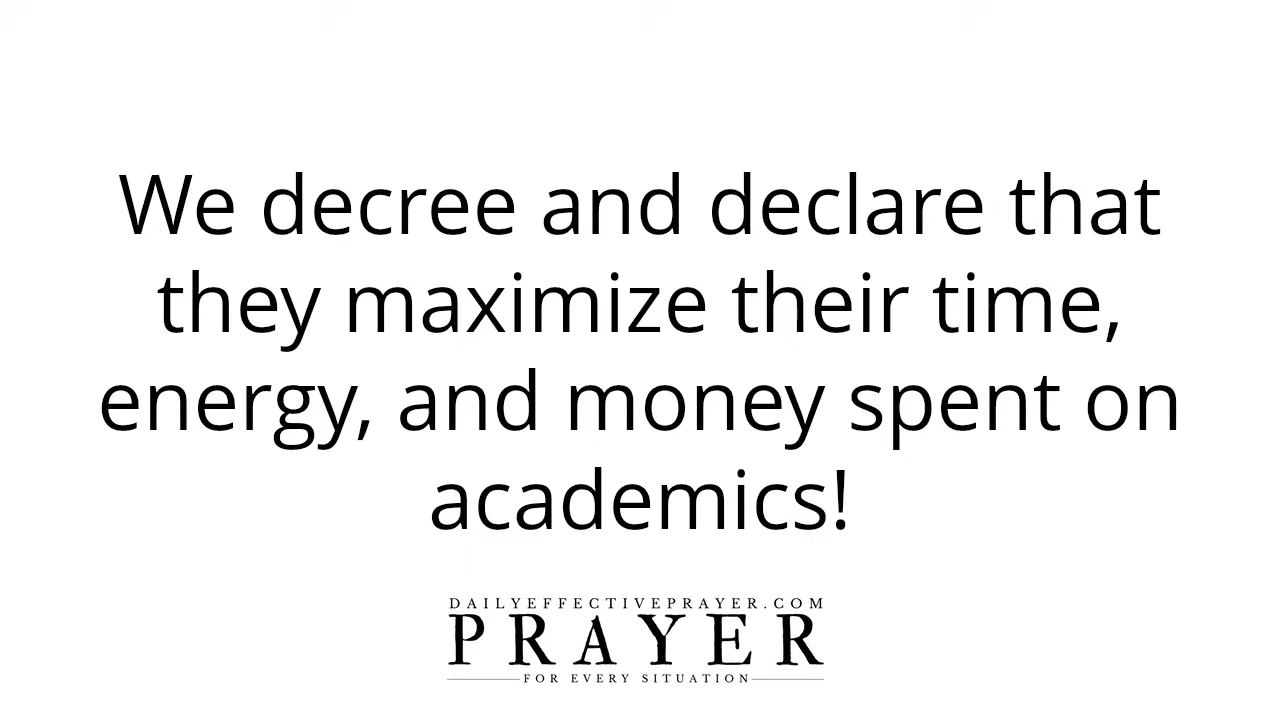 We decree and declare that
they maximize their time,
energy, and money spent on
academics!
DAILYEFFECTIVEPRAYER.COM
PRAYER
FOR EVERY SITUATION